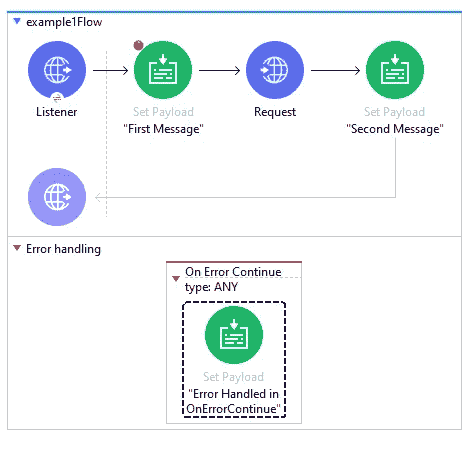 example1Flow
Listener
Set Payload
"First Message"
Request
Set Payload
"Second Message"
Error handling
On Error Continue
type: ANY
Set Payload
"Error Handled in
OnErrorContinue"